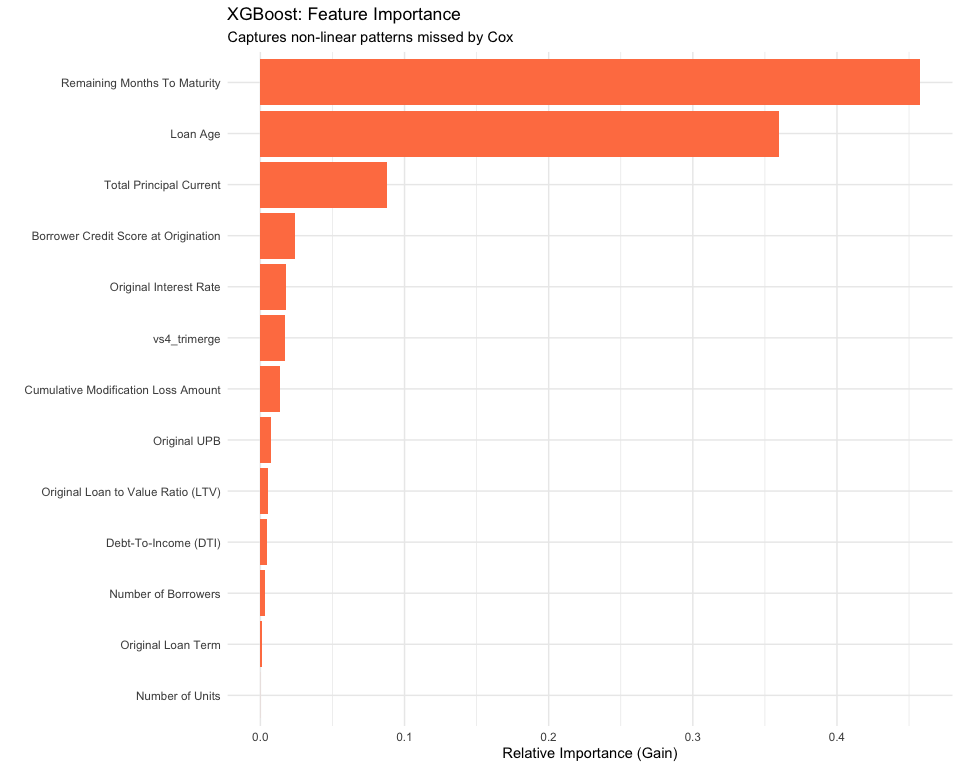 XGBoost: Feature Importance
Captures non-linear patterns missed by Cox
Remaining Months To Maturity
Loan Age
Total Principal Current
Borrower Credit Score at Origination
Original Interest Rate
vs4_trimerge
Cumulative Modification Loss Amount
Original UPB
Original Loan to Value Ratio (LTV)
Debt-To-Income (DTI)
Number of Borrowers
Original Loan Term
Number of Units
0.0 0.1 0.2 0.3 0.4
Relative Importance (Gain)